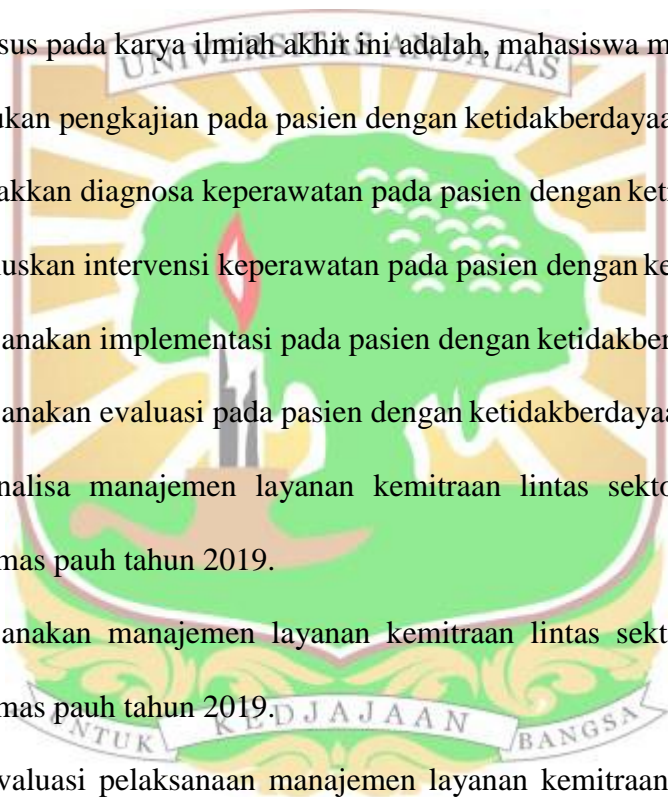 sus pada karya ilmiah akhir ini adalah, mahasiswa m
UNIVERSITAS ANDALAS
ukan pengkajian pada pasien dengan ketidakberdayaa
akkan diagnosa keperawatan pada pasien dengan keti
uskan intervensi keperawatan pada pasien dengan ke
anakan implementasi pada pasien dengan ketidakber
anakan evaluasi pada pasien dengan ketidakberdayaa
nalisa manajemen layanan kemitraan lintas sekto
mas pauh tahun 2019.
anakan manajemen layanan kemitraan lintas sekt
mas pauh tahun 2019.
UNTUK KEDJAJAAN BANGSA
valuasi pelaksanaan manajemen layanan kemitraan